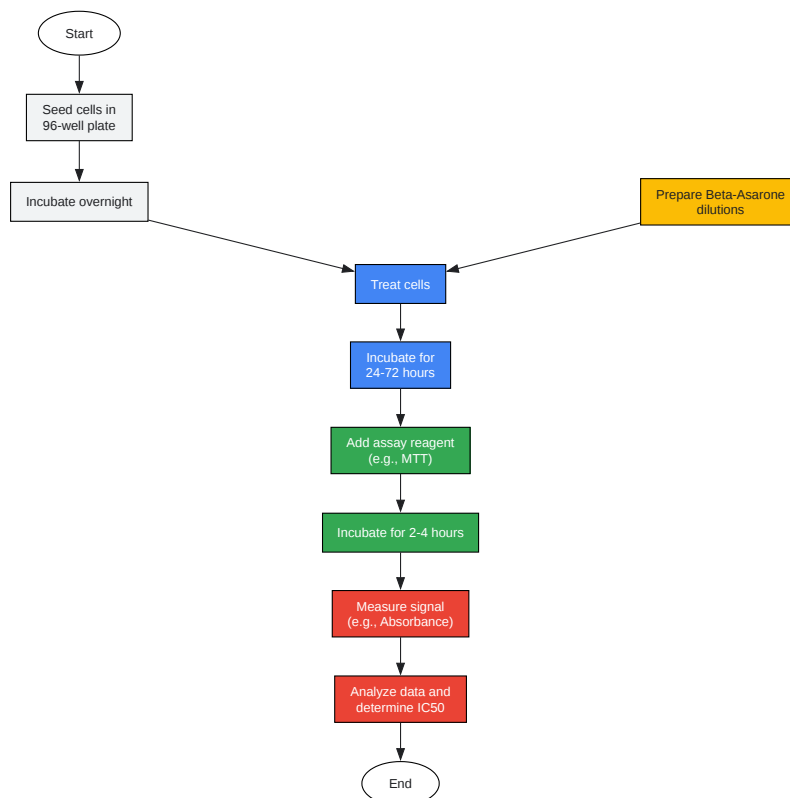 Start
Seed cells in
96-well plate
Incubate overnight
Prepare Beta-Asarone
dilutions
Treat cells
Incubate for
24-72 hours
Add assay reagent
(e.g., MTT)
Incubate for 2-4 hours
Measure signal
(e.g., Absorbance)
Analyze data and
determine IC50
End